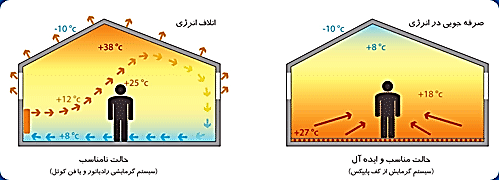 اتلاف انرژی
-10 °c
+38 °c
+25 °c
+12 °c
+8 °c
حالت نامناسب
(سیستم گرمایشی رادیاتور و یا فن کوئل)
صرفه جویی در انرژی
-10 °c
+8 °c
+18 °c
+27 °c
حالت مناسب و ایده آل
(سیستم گرمایش از کف پایپکس)